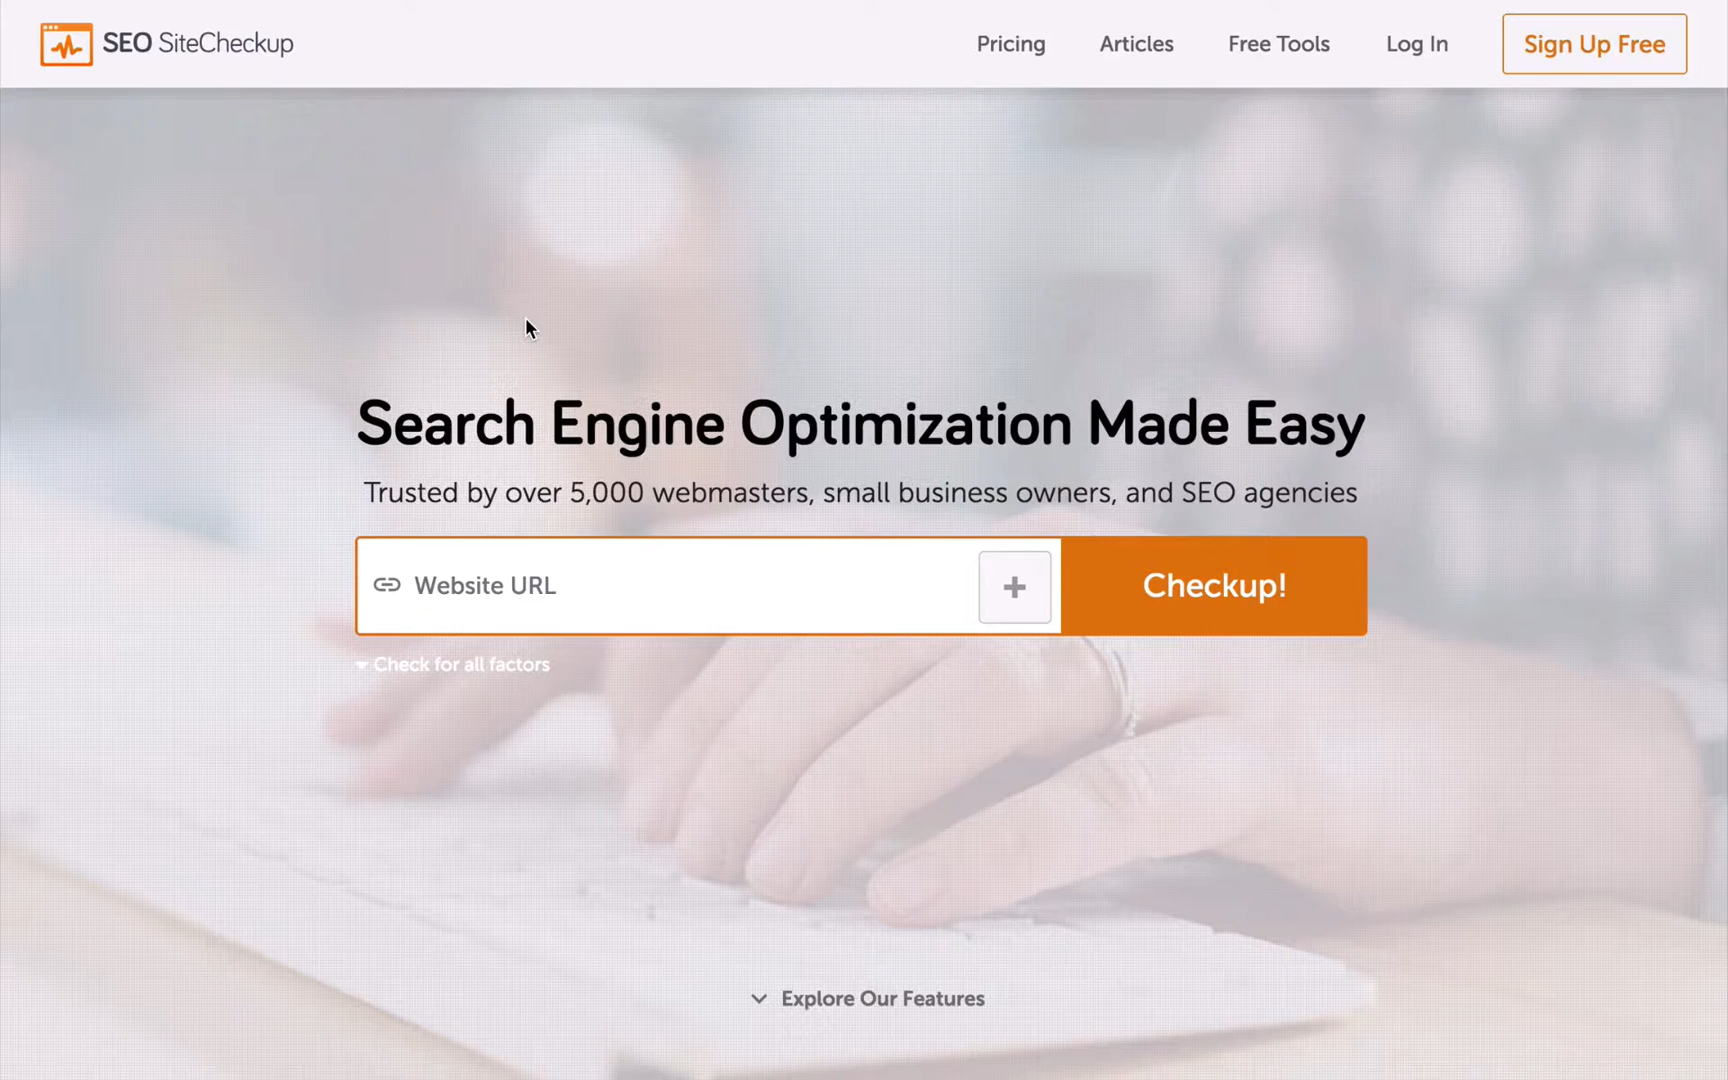 SEO SiteCheckup
Pricing
Articles
Free Tools
Log In
Sign Up Free
Search Engine Optimization Made Easy
Trusted by over 5,000 webmasters, small business owners, and SEO agencies
Website URL
+
Checkup!
Check for all factors
Explore Our Features